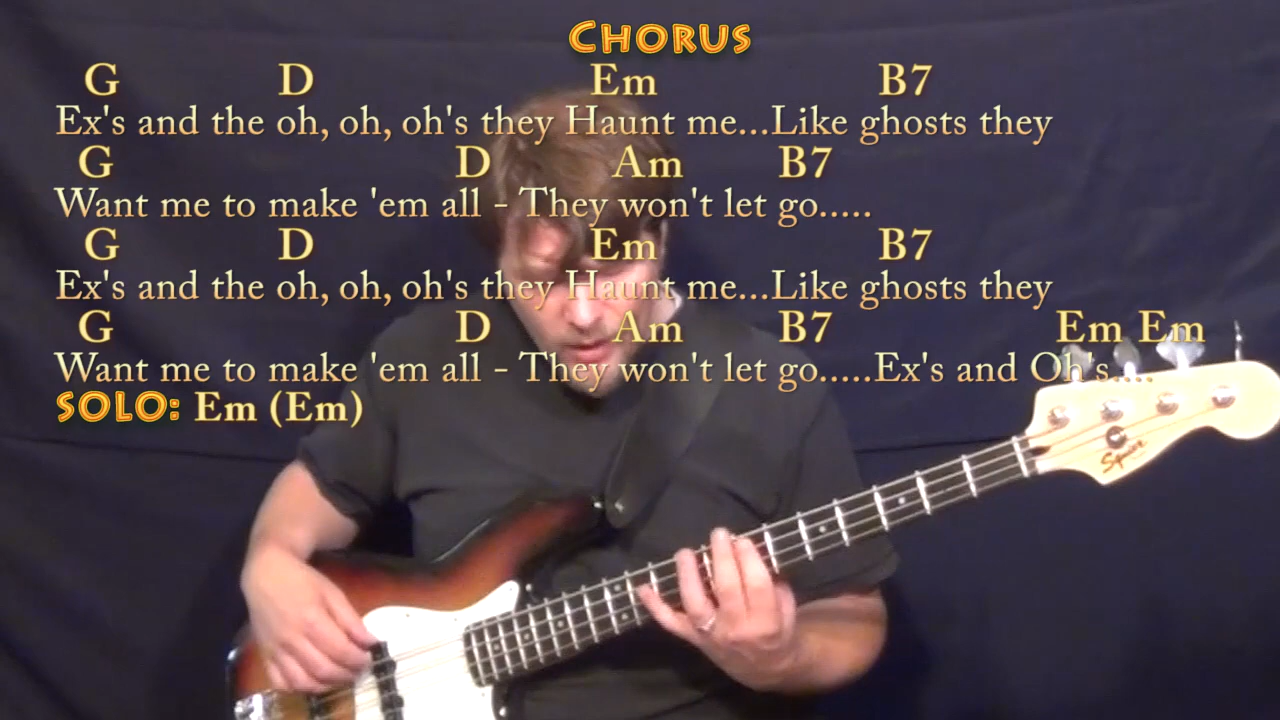 CHORUS
G D Em B7
Ex's and the oh, oh, oh's they Haunt me...Like ghosts they
G D Am B7
Want me to make 'em all - They won't let go.....
G D Em B7
Ex's and the oh, oh, oh's they Haunt me...Like ghosts they
G D Am B7 Em Em
Want me to make 'em all - They won't let go.....Ex's and Oh's....
SOLO: Em (Em)
Squier